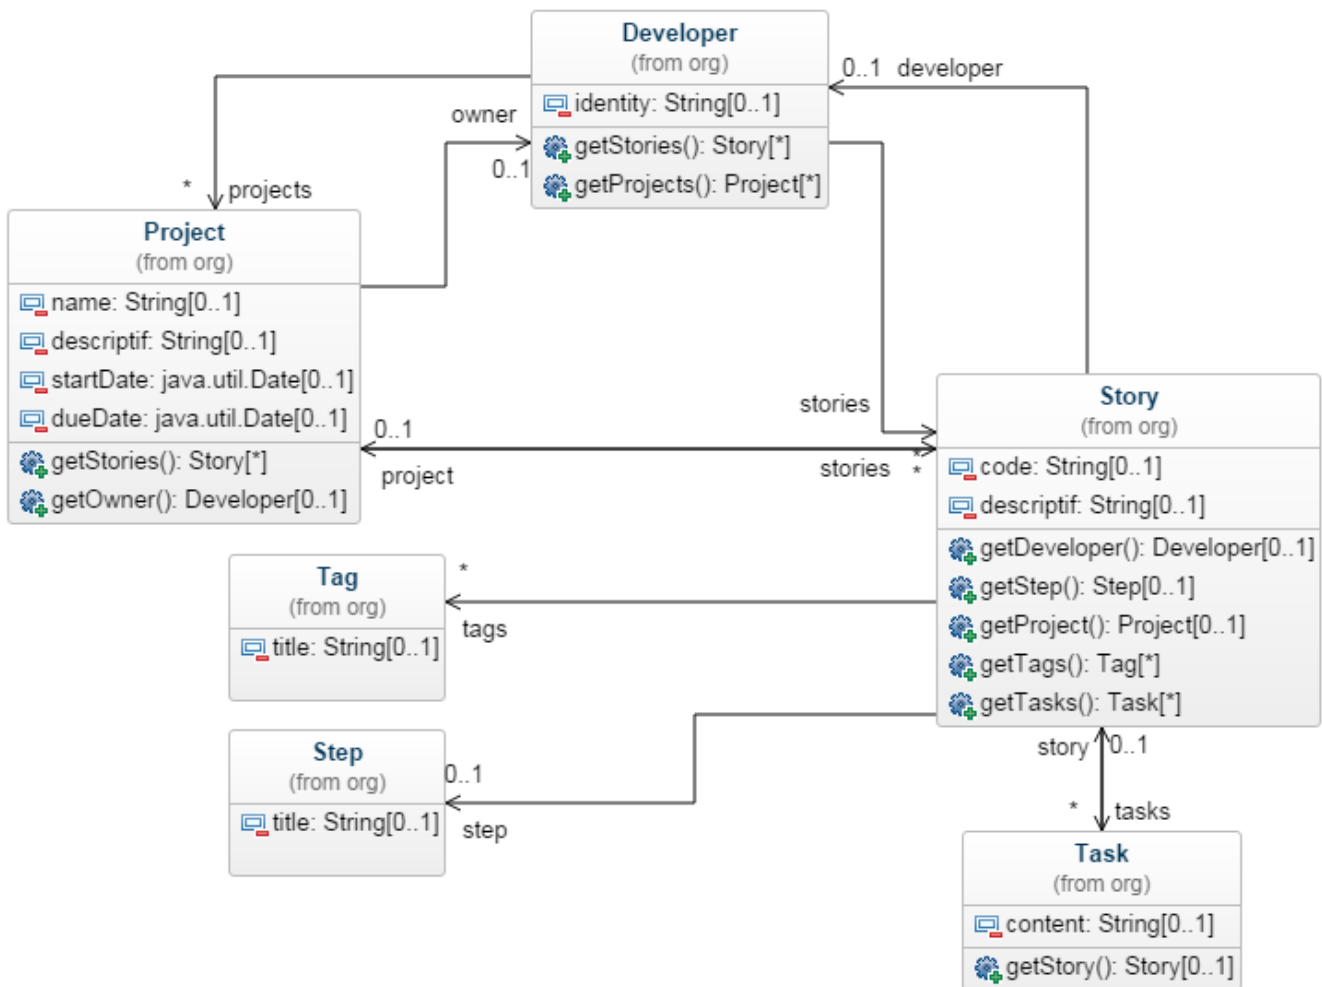 Developer
(from org)
identity: String[0..1]
getStories(): Story[*]
getProjects(): Project[*]
0..1 developer
owner
0..1
* projects
Project
(from org)
name: String[0..1]
descriptif: String[0..1]
startDate: java.util.Date[0..1]
dueDate: java.util.Date[0..1]
getStories(): Story[*]
getOwner(): Developer[0..1]
0..1
project
stories
*
stories
*
Story
(from org)
code: String[0..1]
descriptif: String[0..1]
getDeveloper(): Developer[0..1]
getStep(): Step[0..1]
getProject(): Project[0..1]
getTags(): Tag[*]
getTasks(): Task[*]
Tag
(from org)
title: String[0..1]
*
tags
Step
(from org)
title: String[0..1]
0..1
step
story 0..1
* tasks
Task
(from org)
content: String[0..1]
getStory(): Story[0..1]